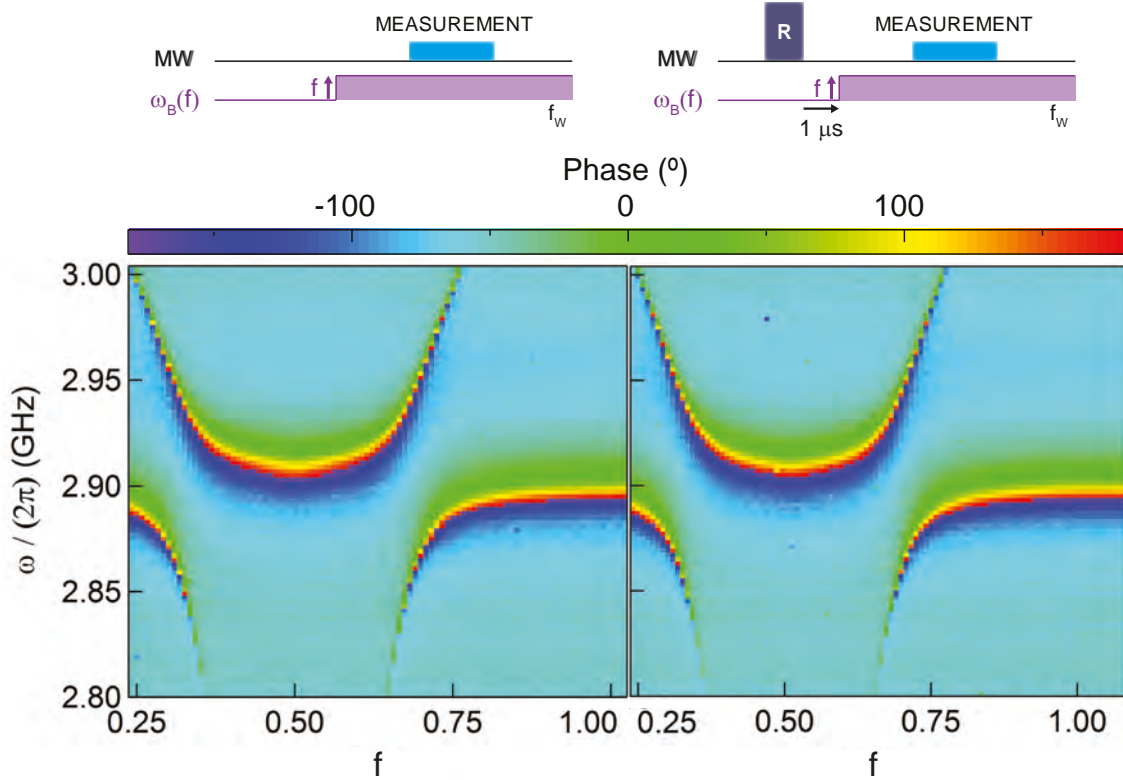 MEASUREMENT
MW
f
ωB(f)
fw
R
MEASUREMENT
MW
f
ωB(f)
1 μs
fw
Phase (º)
-100 0 100
3.00
2.95
2.90
2.85
2.80
ω / (2π) (GHz)
0.25 0.50 0.75 1.00
f
0.25 0.50 0.75 1.00
f